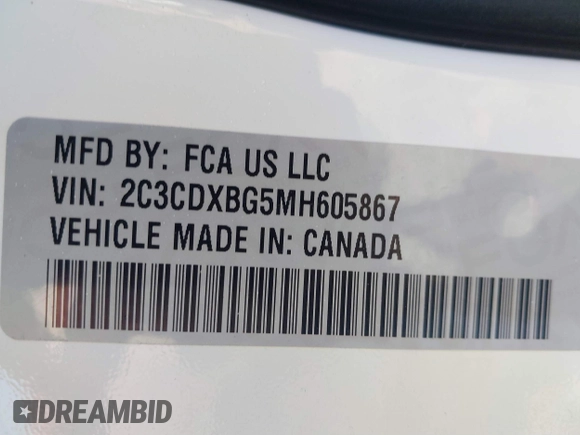 MFD BY: FCA US LLC
VIN: 2C3CDXBG5MH605867
VEHICLE MADE IN: CANADA
DREAMBID